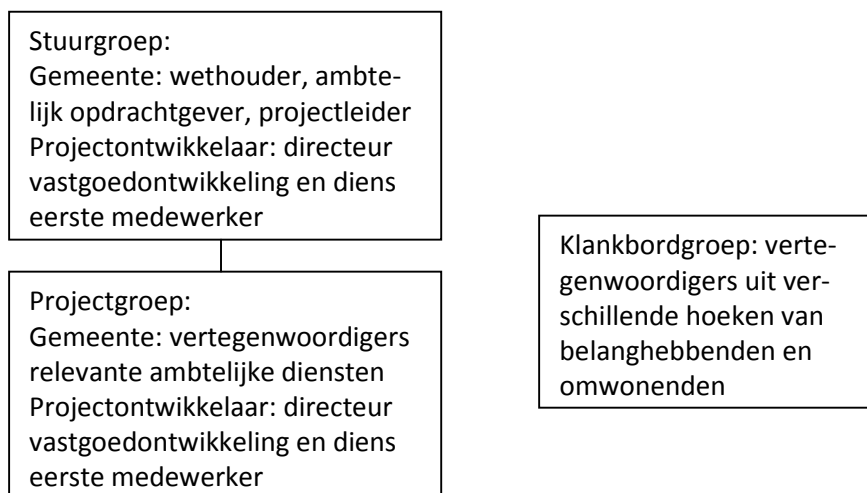 Stuurgroep:
Gemeente: wethouder, ambte-
lijk opdrachtgever, projectleider
Projectontwikkelaar: directeur
vastgoedontwikkeling en diens
eerste medewerker
Projectgroep:
Gemeente: vertegenwoordigers
relevante ambtelijke diensten
Projectontwikkelaar: directeur
vastgoedontwikkeling en diens
eerste medewerker
Klankbordgroep: verte-
genwoordigers uit ver-
schillende hoeken van
belanghebbenden en
omwonenden